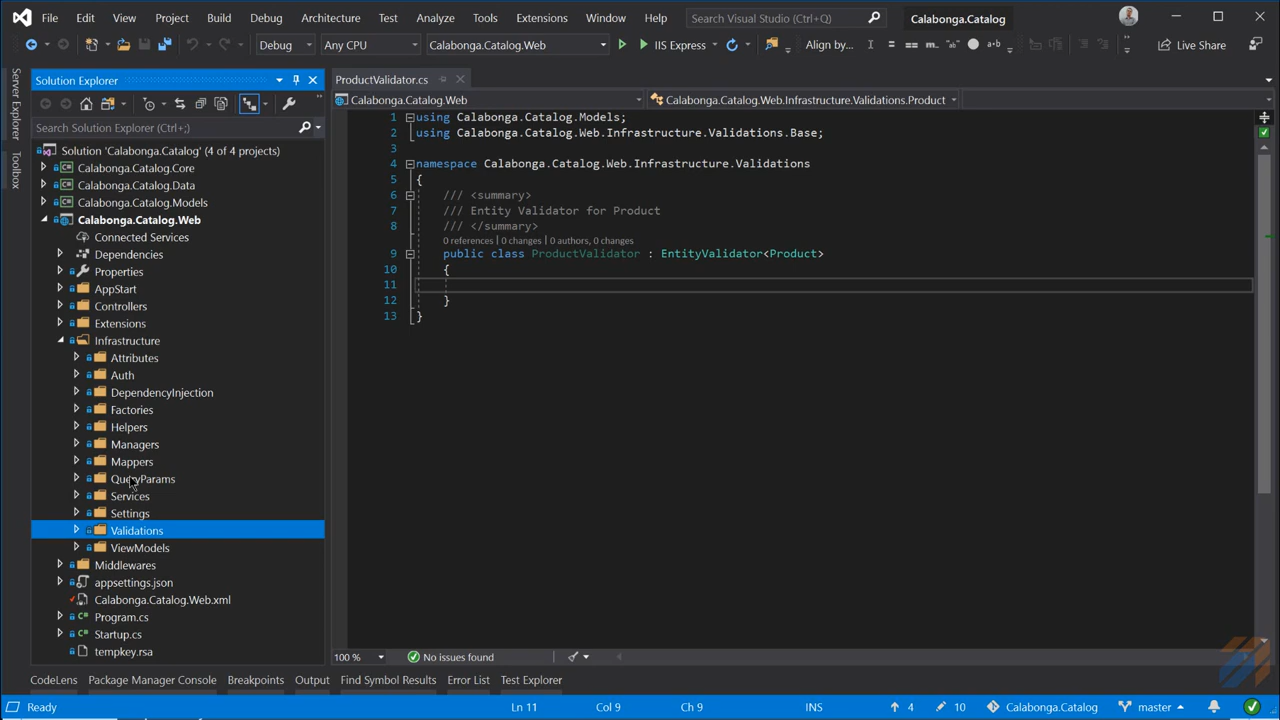 File Edit View Project Build Debug Architecture Test Analyze Tools Extensions Window Help Search Visual Studio (Ctrl+Q) Calabonga.Catalog
Debug Any CPU Calabonga.Catalog.Web IIS Express Align by... = == m.. "ab" a•b Live Share
Server Explorer
Toolbox
Solution Explorer
Search Solution Explorer (Ctrl+;)
Solution 'Calabonga.Catalog' (4 of 4 projects)
Calabonga.Catalog.Core
Calabonga.Catalog.Data
Calabonga.Catalog.Models
Calabonga.Catalog.Web
Connected Services
Dependencies
Properties
AppStart
Controllers
Extensions
Infrastructure
Attributes
Auth
DependencyInjection
Factories
Helpers
Managers
Mappers
QueryParams
Services
Settings
Validations
ViewModels
Middlewares
appsettings.json
Calabonga.Catalog.Web.xml
Program.cs
Startup.cs
tempkey.rsa
ProductValidator.cs
Calabonga.Catalog.Web Calabonga.Catalog.Web.Infrastructure.Validations.Product
1 using Calabonga.Catalog.Models;
2 using Calabonga.Catalog.Web.Infrastructure.Validations.Base;
3
4 namespace Calabonga.Catalog.Web.Infrastructure.Validations
5 {
6 /// <summary>
7 /// Entity Validator for Product
8 /// </summary>
0 references | 0 changes | 0 authors, 0 changes
9 public class ProductValidator : EntityValidator<Product>
10 {
11
12 }
13 }
100 % No issues found
CodeLens Package Manager Console Breakpoints Output Find Symbol Results Error List Test Explorer
Ready Ln 11 Col 9 Ch 9 INS 4 10 Calabonga.Catalog master